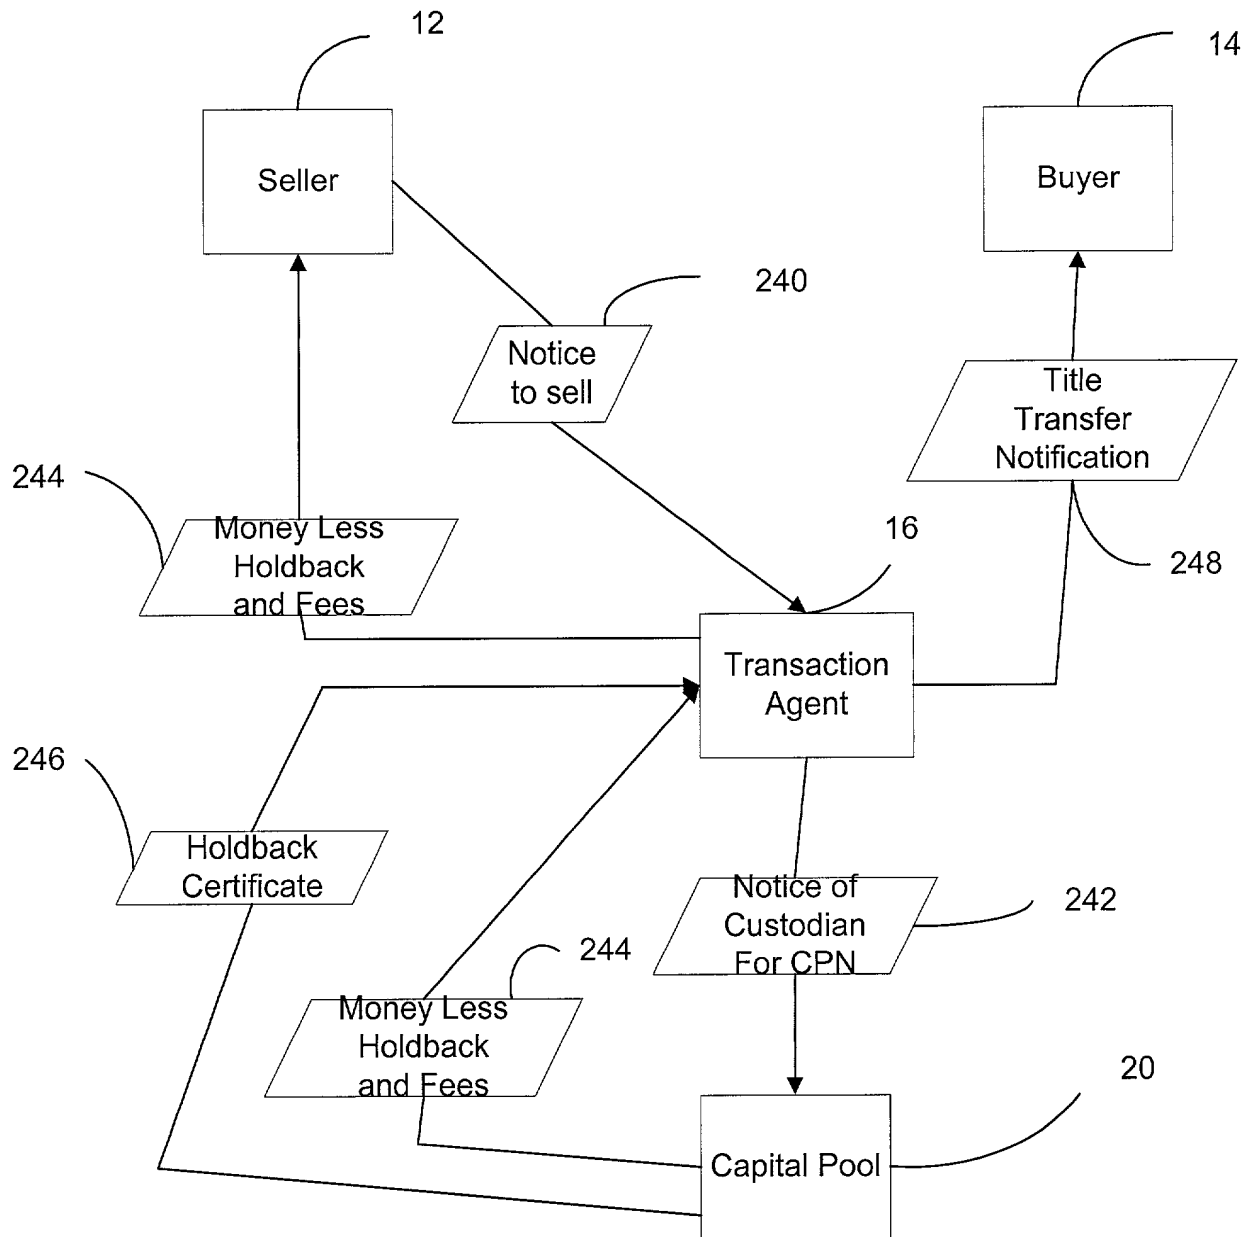 12
14
Seller
Buyer
240
Notice
to sell
Title
Transfer
Notification
244
Money Less
Holdback
and Fees
16
248
Transaction
Agent
246
Holdback
Certificate
Notice of
Custodian
For CPN
242
244
Money Less
Holdback
and Fees
20
Capital Pool